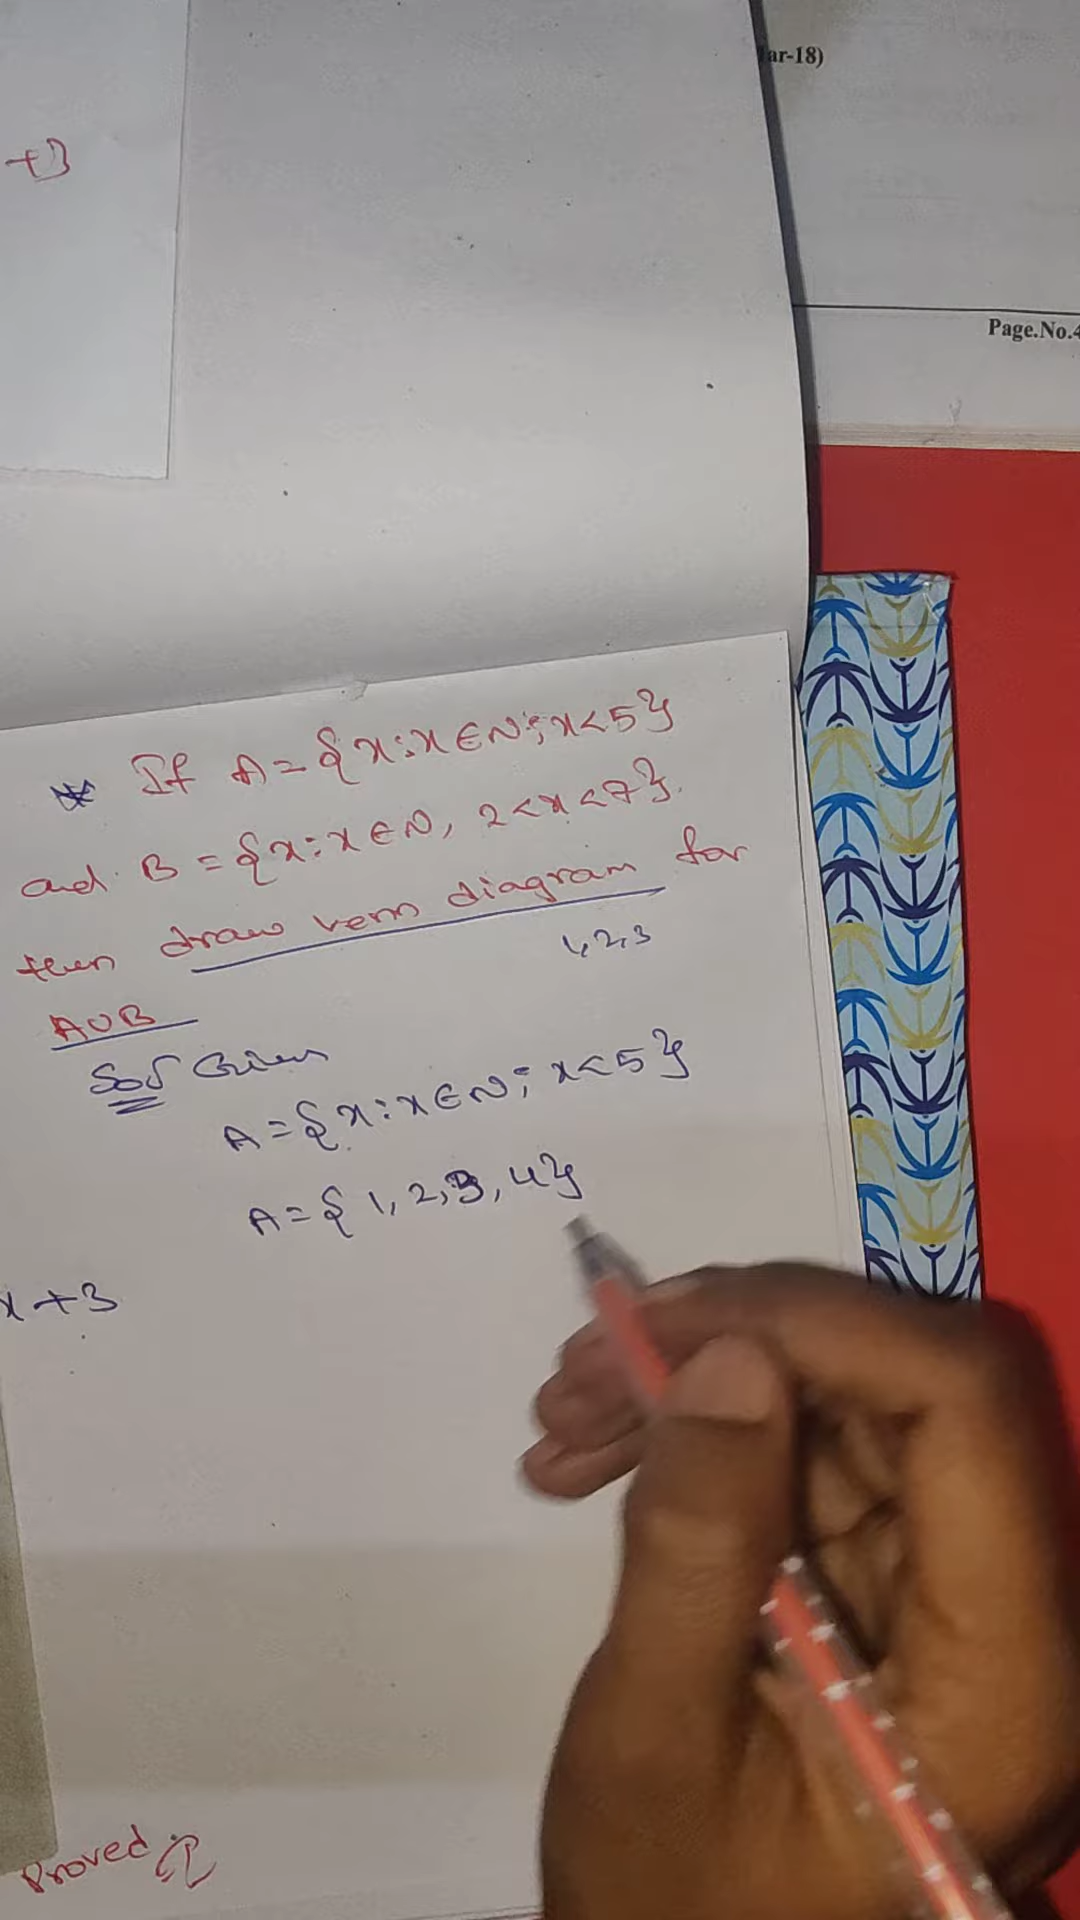 ar-18)
+3
Page.No.4
* If A = {x:x∈N; x<5}
and B = {x:x∈N, 2<x<7}.
then draw venn diagram for
1,2,3
A∪B
Sol Given
A = {x:x∈N; x<5}
A = { 1, 2, 3, 4}
x+3
Proved